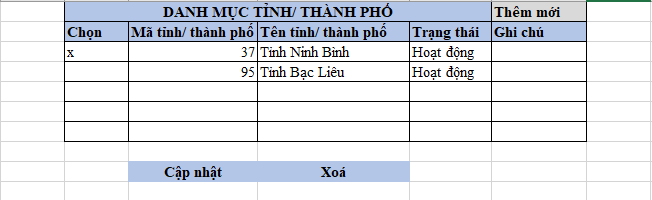 DANH MỤC TỈNH/ THÀNH PHỐ Thêm mới
Chọn Mã tỉnh/ thành phố Tên tỉnh/ thành phố Trạng thái Ghi chú
x 37 Tỉnh Ninh Bình Hoạt động
95 Tỉnh Bạc Liêu Hoạt động
Cập nhật Xoá